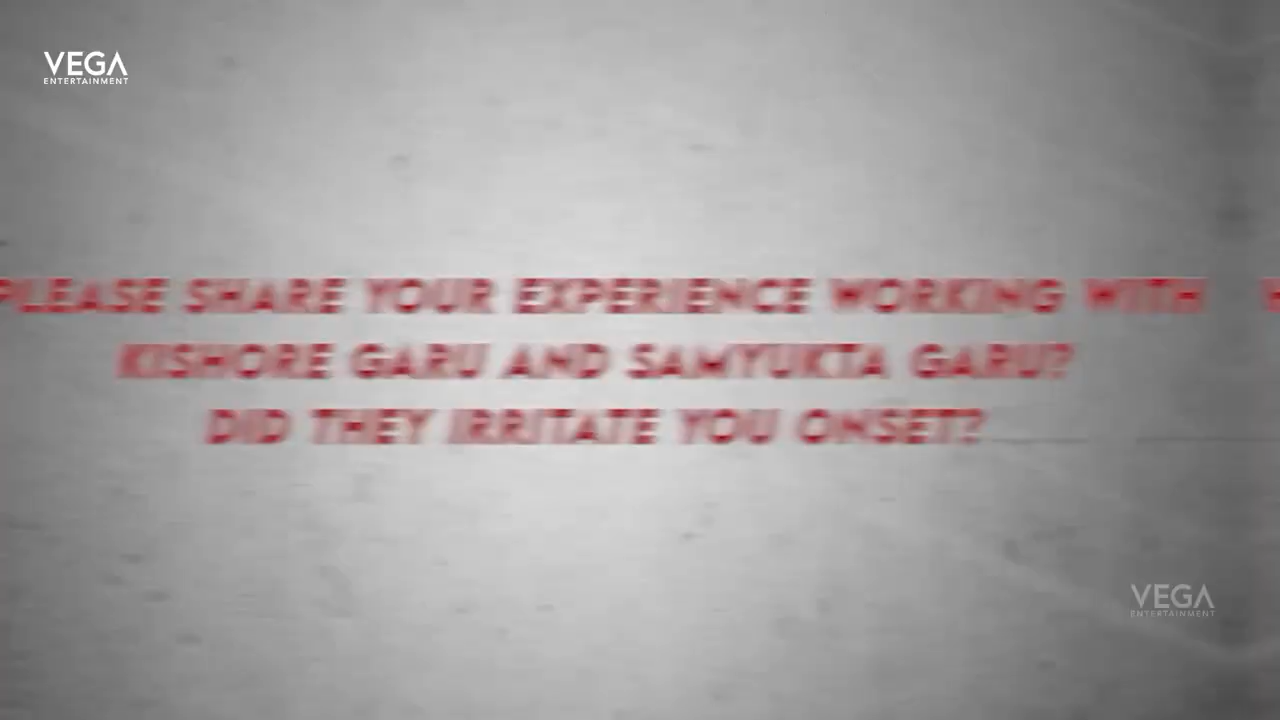 VEGA
ENTERTAINMENT
PLEASE SHARE YOUR EXPERIENCE WORKING WITH
KISHORE GARU AND SAMYUKTA GARU?
DID THEY IRRITATE YOU ONSET?
VEGA
ENTERTAINMENT